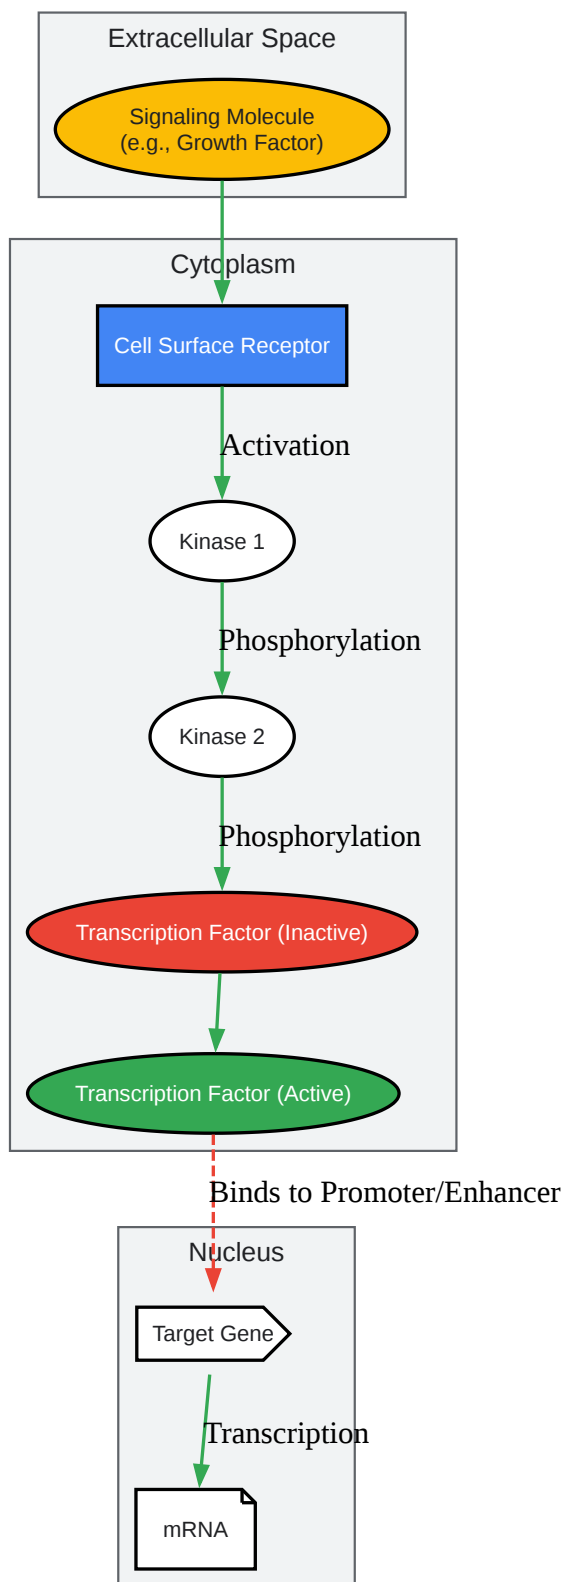 Extracellular Space
Signaling Molecule
(e.g., Growth Factor)
Cytoplasm
Cell Surface Receptor
Activation
Kinase 1
Phosphorylation
Kinase 2
Phosphorylation
Transcription Factor (Inactive)
Transcription Factor (Active)
Binds to Promoter/Enhancer
Nucleus
Target Gene
Transcription
mRNA